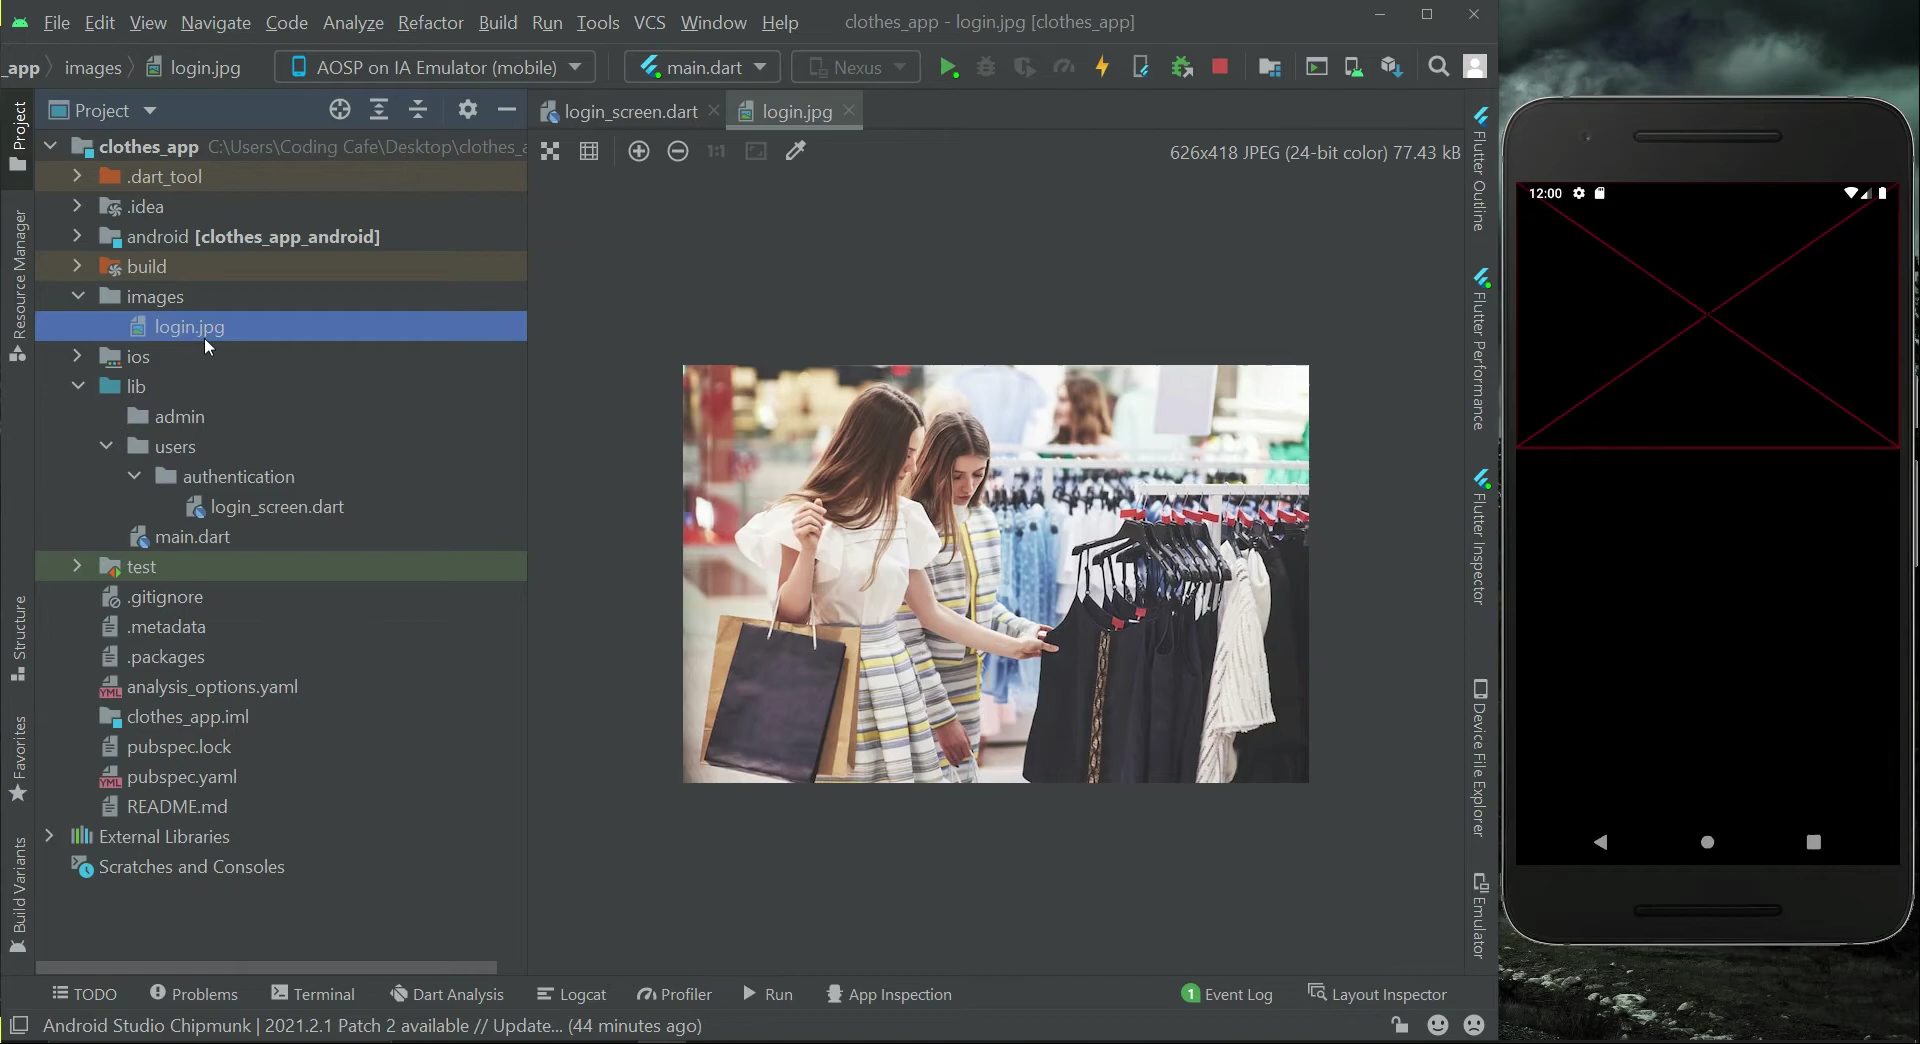 File Edit View Navigate Code Analyze Refactor Build Run Tools VCS Window Help clothes_app - login.jpg [clothes_app]
_app images login.jpg AOSP on IA Emulator (mobile) main.dart Nexus
Project
login_screen.dart login.jpg
626x418 JPEG (24-bit color) 77.43 kB
1:1
clothes_app C:\Users\Coding Cafe\Desktop\clothes_
.dart_tool
.idea
android [clothes_app_android]
build
images
login.jpg
ios
lib
admin
users
authentication
login_screen.dart
main.dart
test
.gitignore
.metadata
.packages
analysis_options.yaml
clothes_app.iml
pubspec.lock
pubspec.yaml
README.md
External Libraries
Scratches and Consoles
Project
Resource Manager
Structure
Favorites
Build Variants
Flutter Outline
Flutter Performance
Flutter Inspector
Device File Explorer
Emulator
12:00
TODO Problems Terminal Dart Analysis Logcat Profiler Run App Inspection 1 Event Log Layout Inspector
Android Studio Chipmunk | 2021.2.1 Patch 2 available // Update... (44 minutes ago)